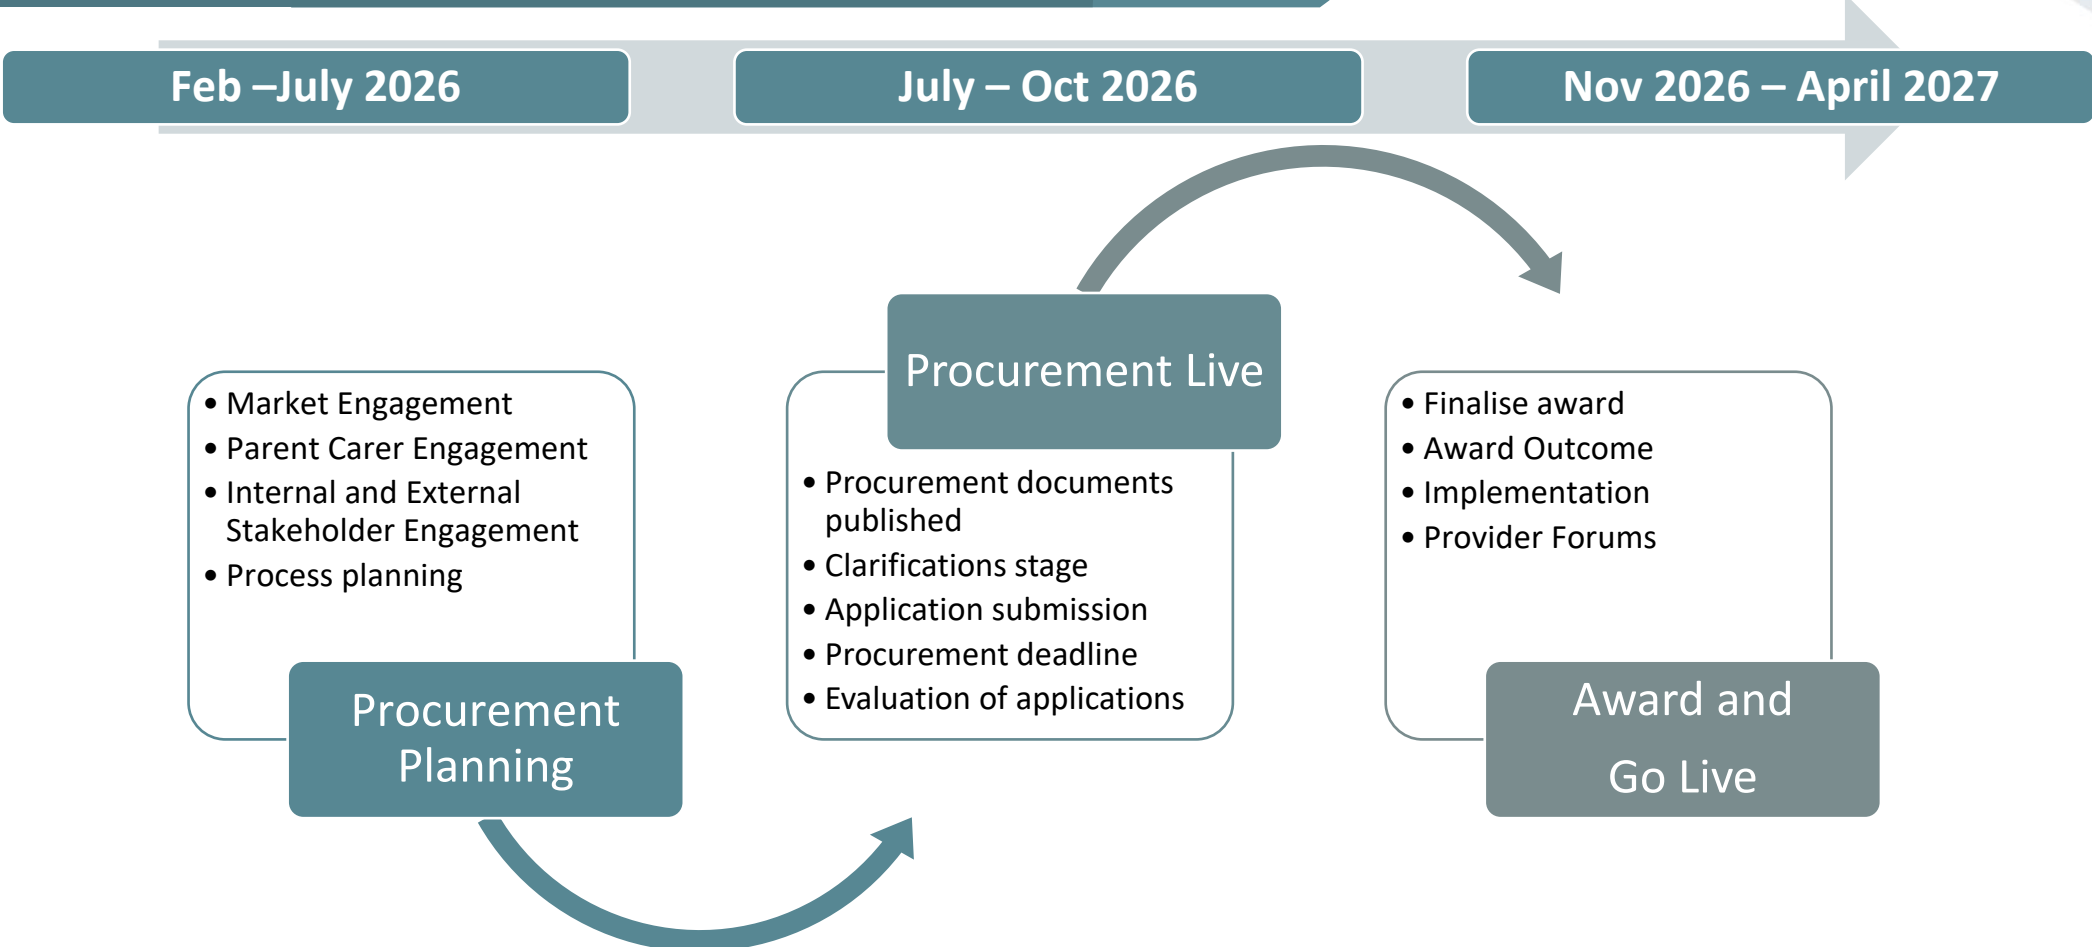 Feb –July 2026
July – Oct 2026
Nov 2026 – April 2027
• Market Engagement
• Parent Carer Engagement
• Internal and External
Stakeholder Engagement
• Process planning
Procurement
Planning
Procurement Live
• Procurement documents
published
• Clarifications stage
• Application submission
• Procurement deadline
• Evaluation of applications
• Finalise award
• Award Outcome
• Implementation
• Provider Forums
Award and
Go Live